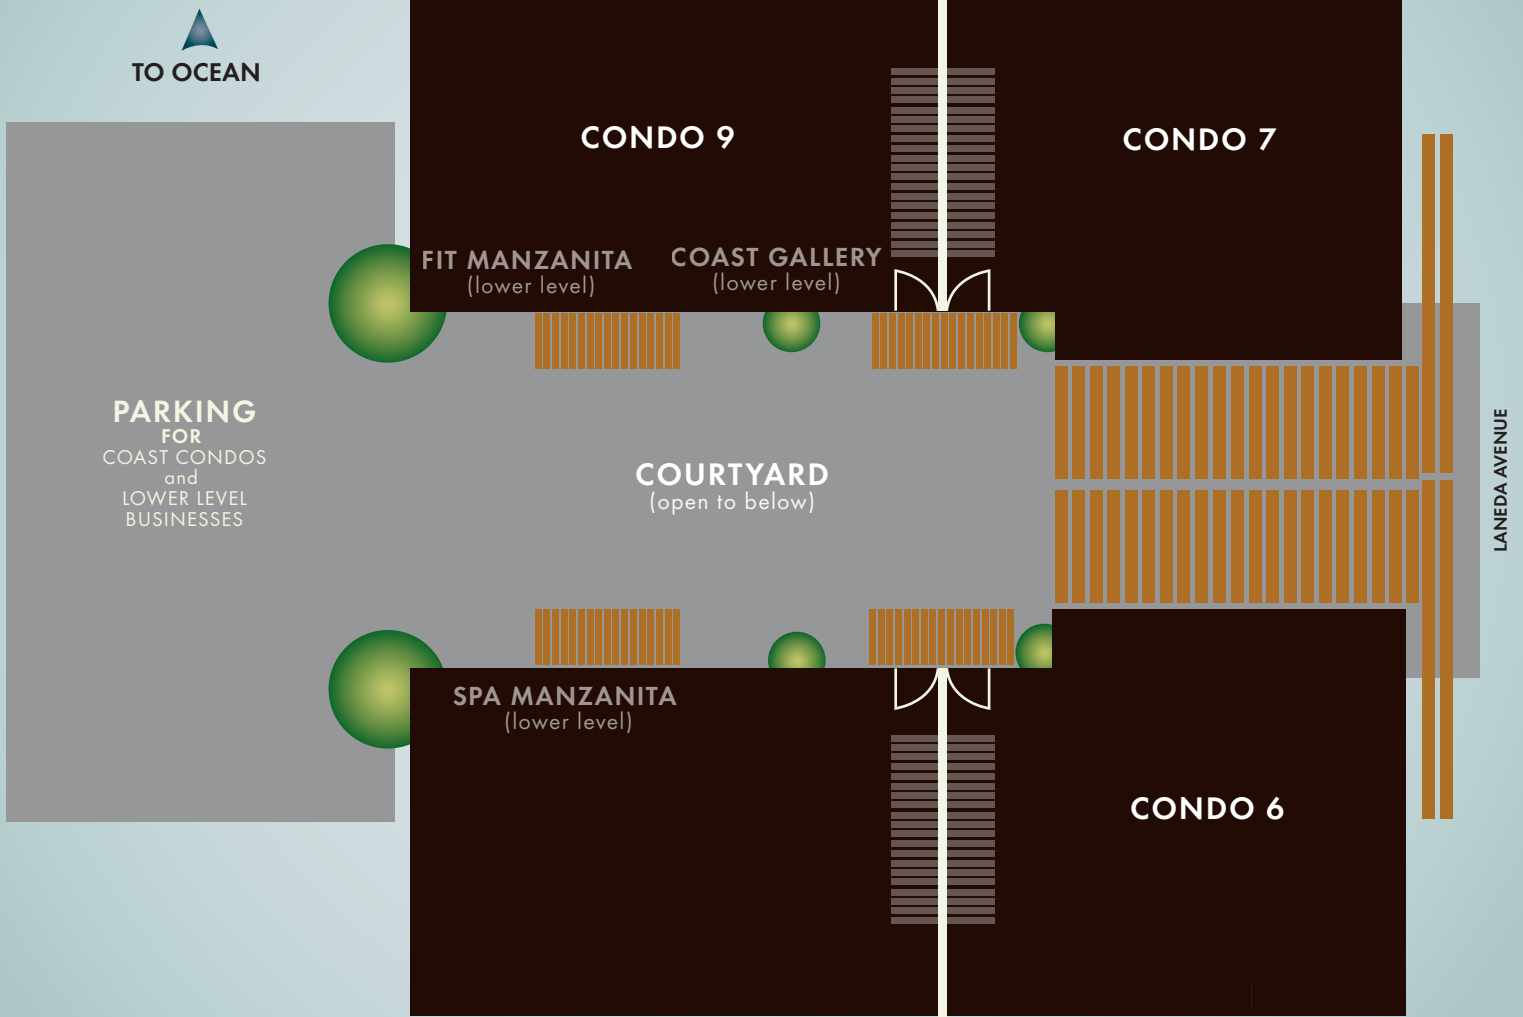 TO OCEAN
CONDO 9
CONDO 7
FIT MANZANITA
(lower level)
COAST GALLERY
(lower level)
PARKING
FOR
COAST CONDOS
and
LOWER LEVEL
BUSINESSES
COURTYARD
(open to below)
LANEDA AVENUE
SPA MANZANITA
(lower level)
CONDO 6